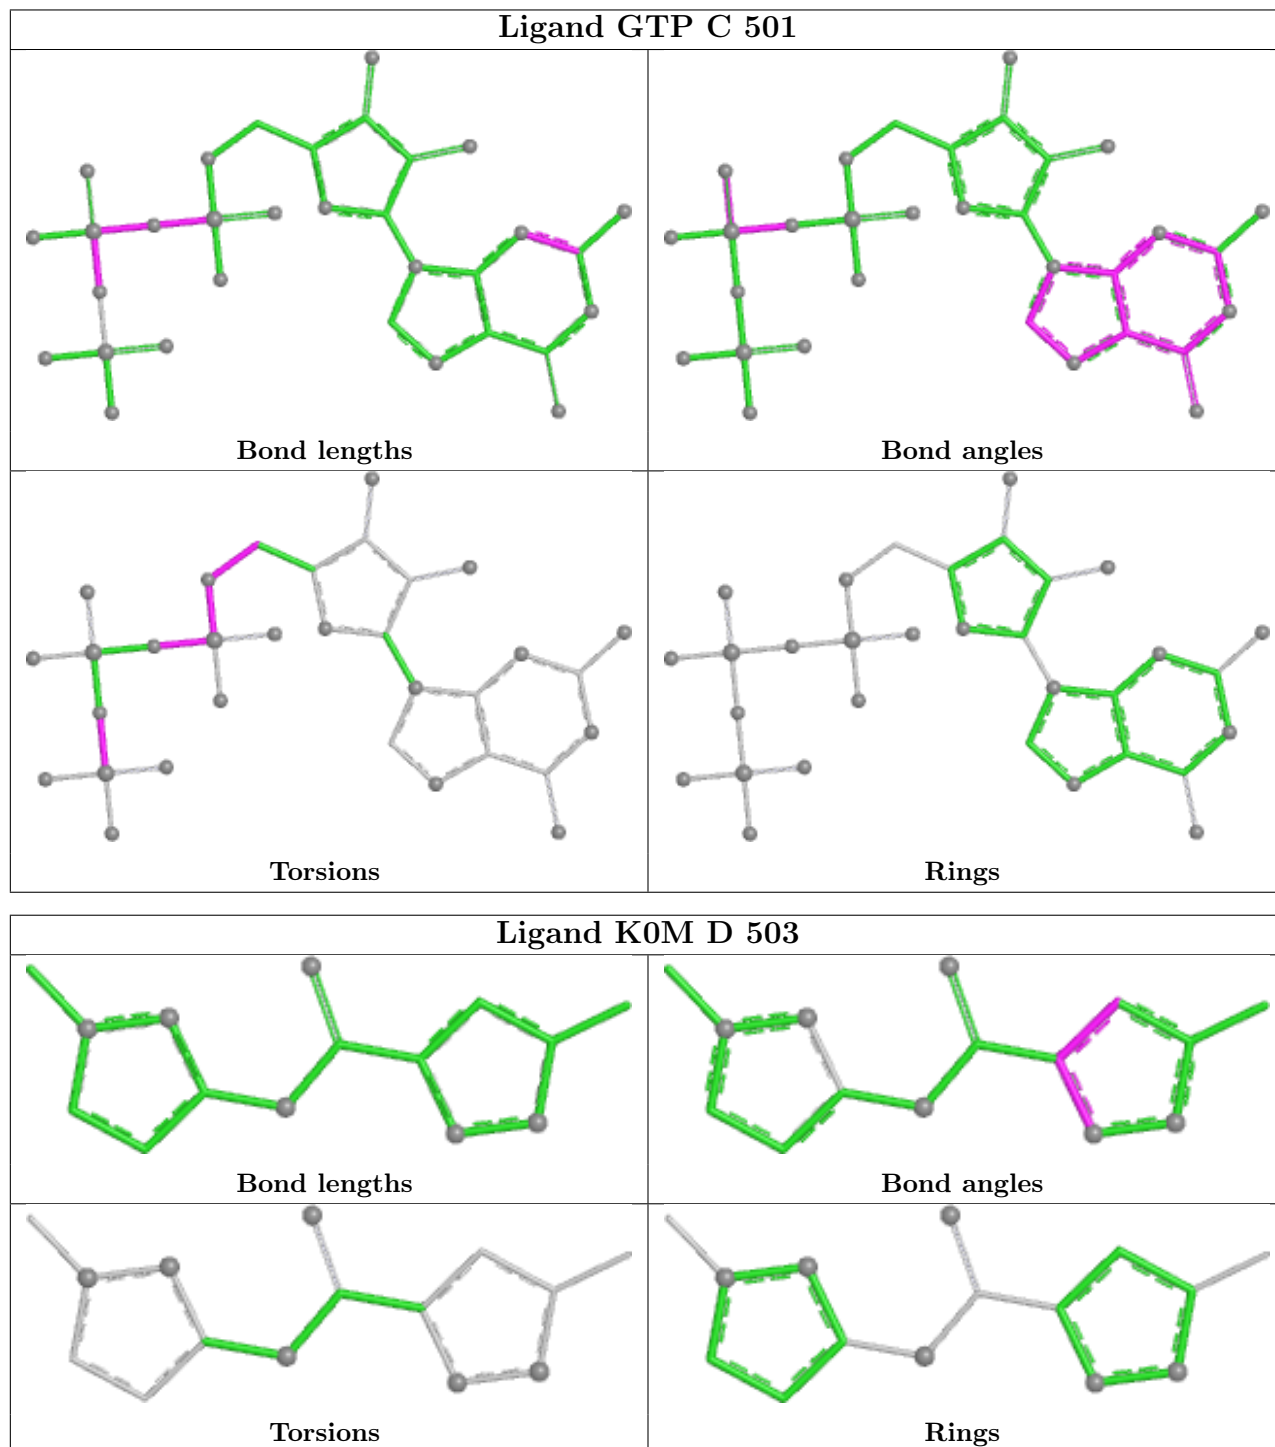 Ligand GTP C 501
Bond lengths
Bond angles
Torsions
Rings
Ligand K0M D 503
Bond lengths
Bond angles
Torsions
Rings